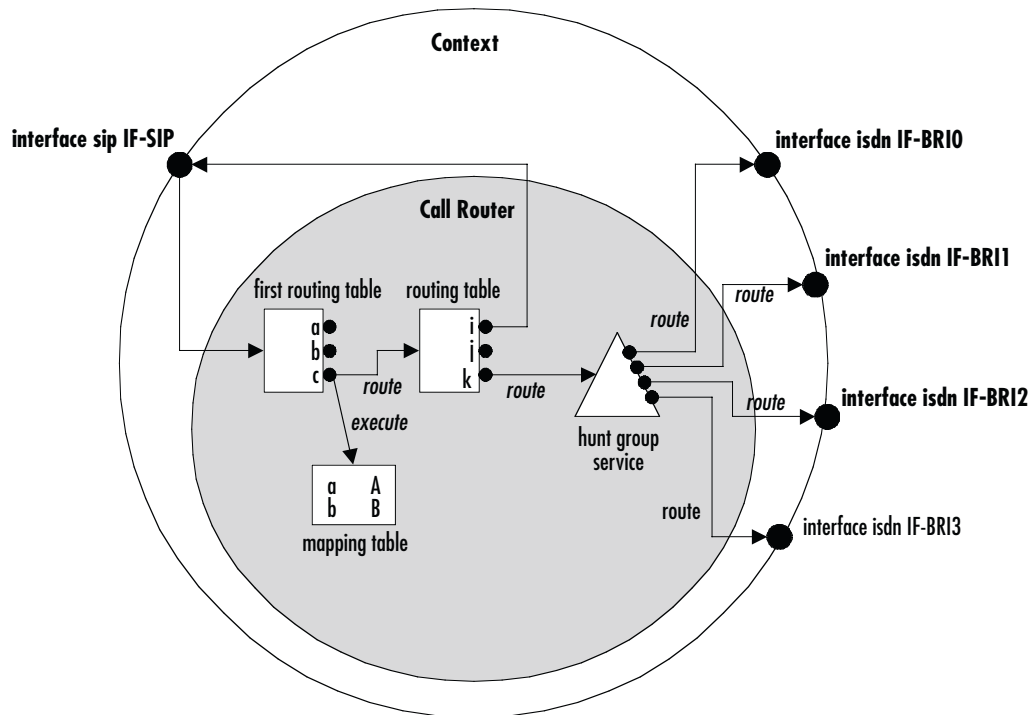 Context
interface sip IF-SIP
interface isdn IF-BRI0
Call Router
interface isdn IF-BRI1
first routing table
routing table
route
route
a
i
b
j
c
k
route
route
route
interface isdn IF-BRI2
execute
hunt group
service
a A
b B
route
interface isdn IF-BRI3
mapping table